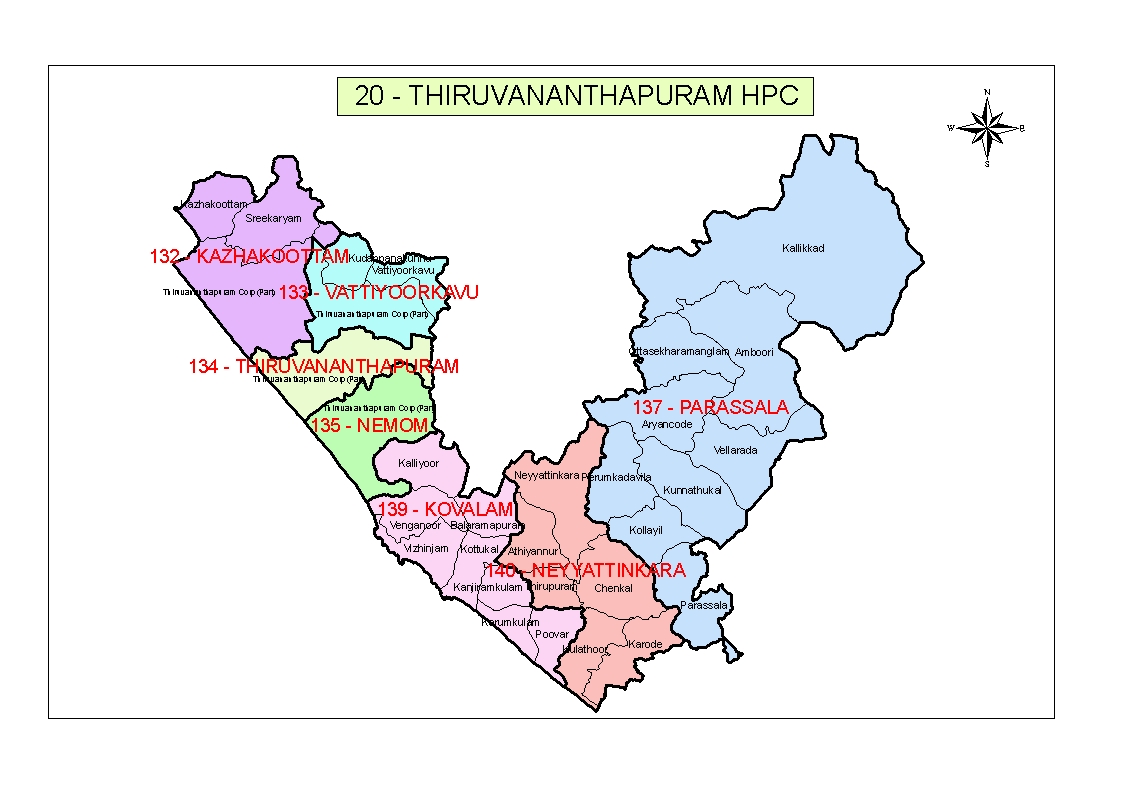 20 - THIRUVANANTHAPURAM HPC
N
W
E
S
Kazhakoottam
Sreekaryam
Kallikkad
132 - KAZHAKOOTTAM
Kudappanakunnu
Vattiyoorkavu
Thiruvananthapuram Corp (Part)
133 - VATTIYOORKAVU
Thiruvananthapuram Corp (Part)
Ottasekharamanglam
Amboori
134 - THIRUVANANTHAPURAM
Thiruvananthapuram Corp (Part)
Thiruvananthapuram Corp (Part)
137 - PARASSALA
135 - NEMOM
Aryancode
Vellarada
Kalliyoor
Neyyattinkara
Perumkadavila
Kunnathukal
139 - KOVALAM
Venganoor
Balaramapuram
Kollayil
Vizhinjam
Kottukal
Athiyannur
140 - NEYYATTINKARA
Kanjiramkulam
Thirupuram
Chenkal
Parassala
Karumkulam
Poovar
Kulathoor
Karode